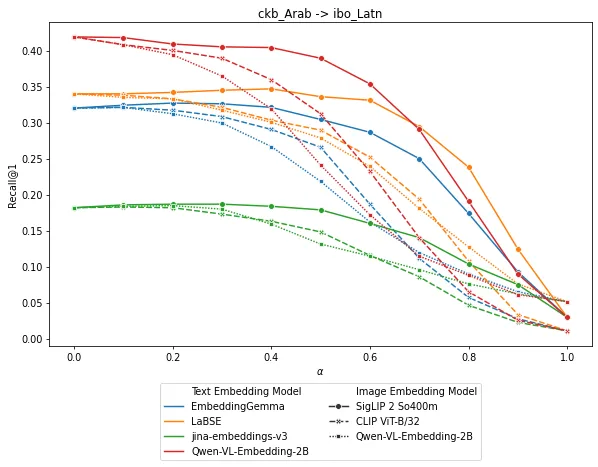 ckb_Arab -> ibo_Latn
Recall@1
0.40
0.35
0.30
0.25
0.20
0.15
0.10
0.05
0.00
0.0 0.2 0.4 0.6 0.8 1.0
α
Text Embedding Model Image Embedding Model
EmbeddingGemma SigLIP 2 So400m
LaBSE CLIP ViT-B/32
jina-embeddings-v3 Qwen-VL-Embedding-2B
Qwen-VL-Embedding-2B